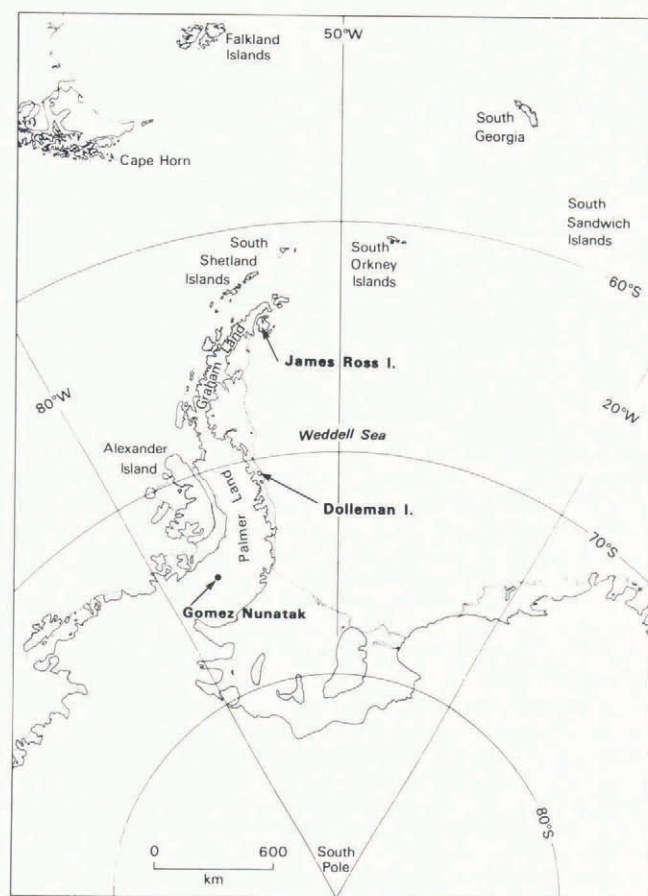 50°W
Falkland
Islands
South
Georgia
Cape Horn
South
Sandwich
Islands
South
Shetland
Islands
South
Orkney
Islands
60°S
Graham Land
James Ross I.
80°W
20°W
Weddell Sea
Alexander
Island
Palmer Land
Dolleman I.
70°S
Gomez Nunatak
80°S
0 600
km
South
Pole